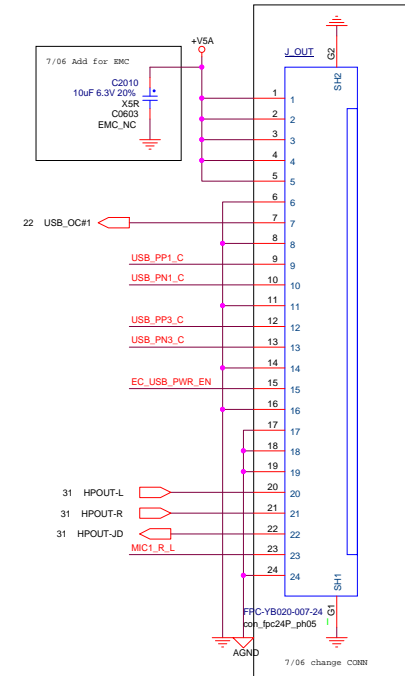 +V5A
7/06 Add for EMC
C2010
10uF 6.3V 20%
X5R
C0603
EMC_NC
J_OUT
G2
SH2
1 1
2 2
3 3
4 4
5 5
6 6
22 USB_OC#1 7 7
8 8
USB_PP1_C 9 9
USB_PN1_C 10 10
11 11
USB_PP3_C 12 12
USB_PN3_C 13 13
14 14
EC_USB_PWR_EN 15 15
16 16
17 17
18 18
19 19
31 HPOUT-L 20 20
31 HPOUT-R 21 21
31 HPOUT-JD 22 22
MIC1_R_L 23 23
24 24
SH1
G1
FPC-YB020-007-24
con_fpc24P_ph05
AGND
7/06 change CONN